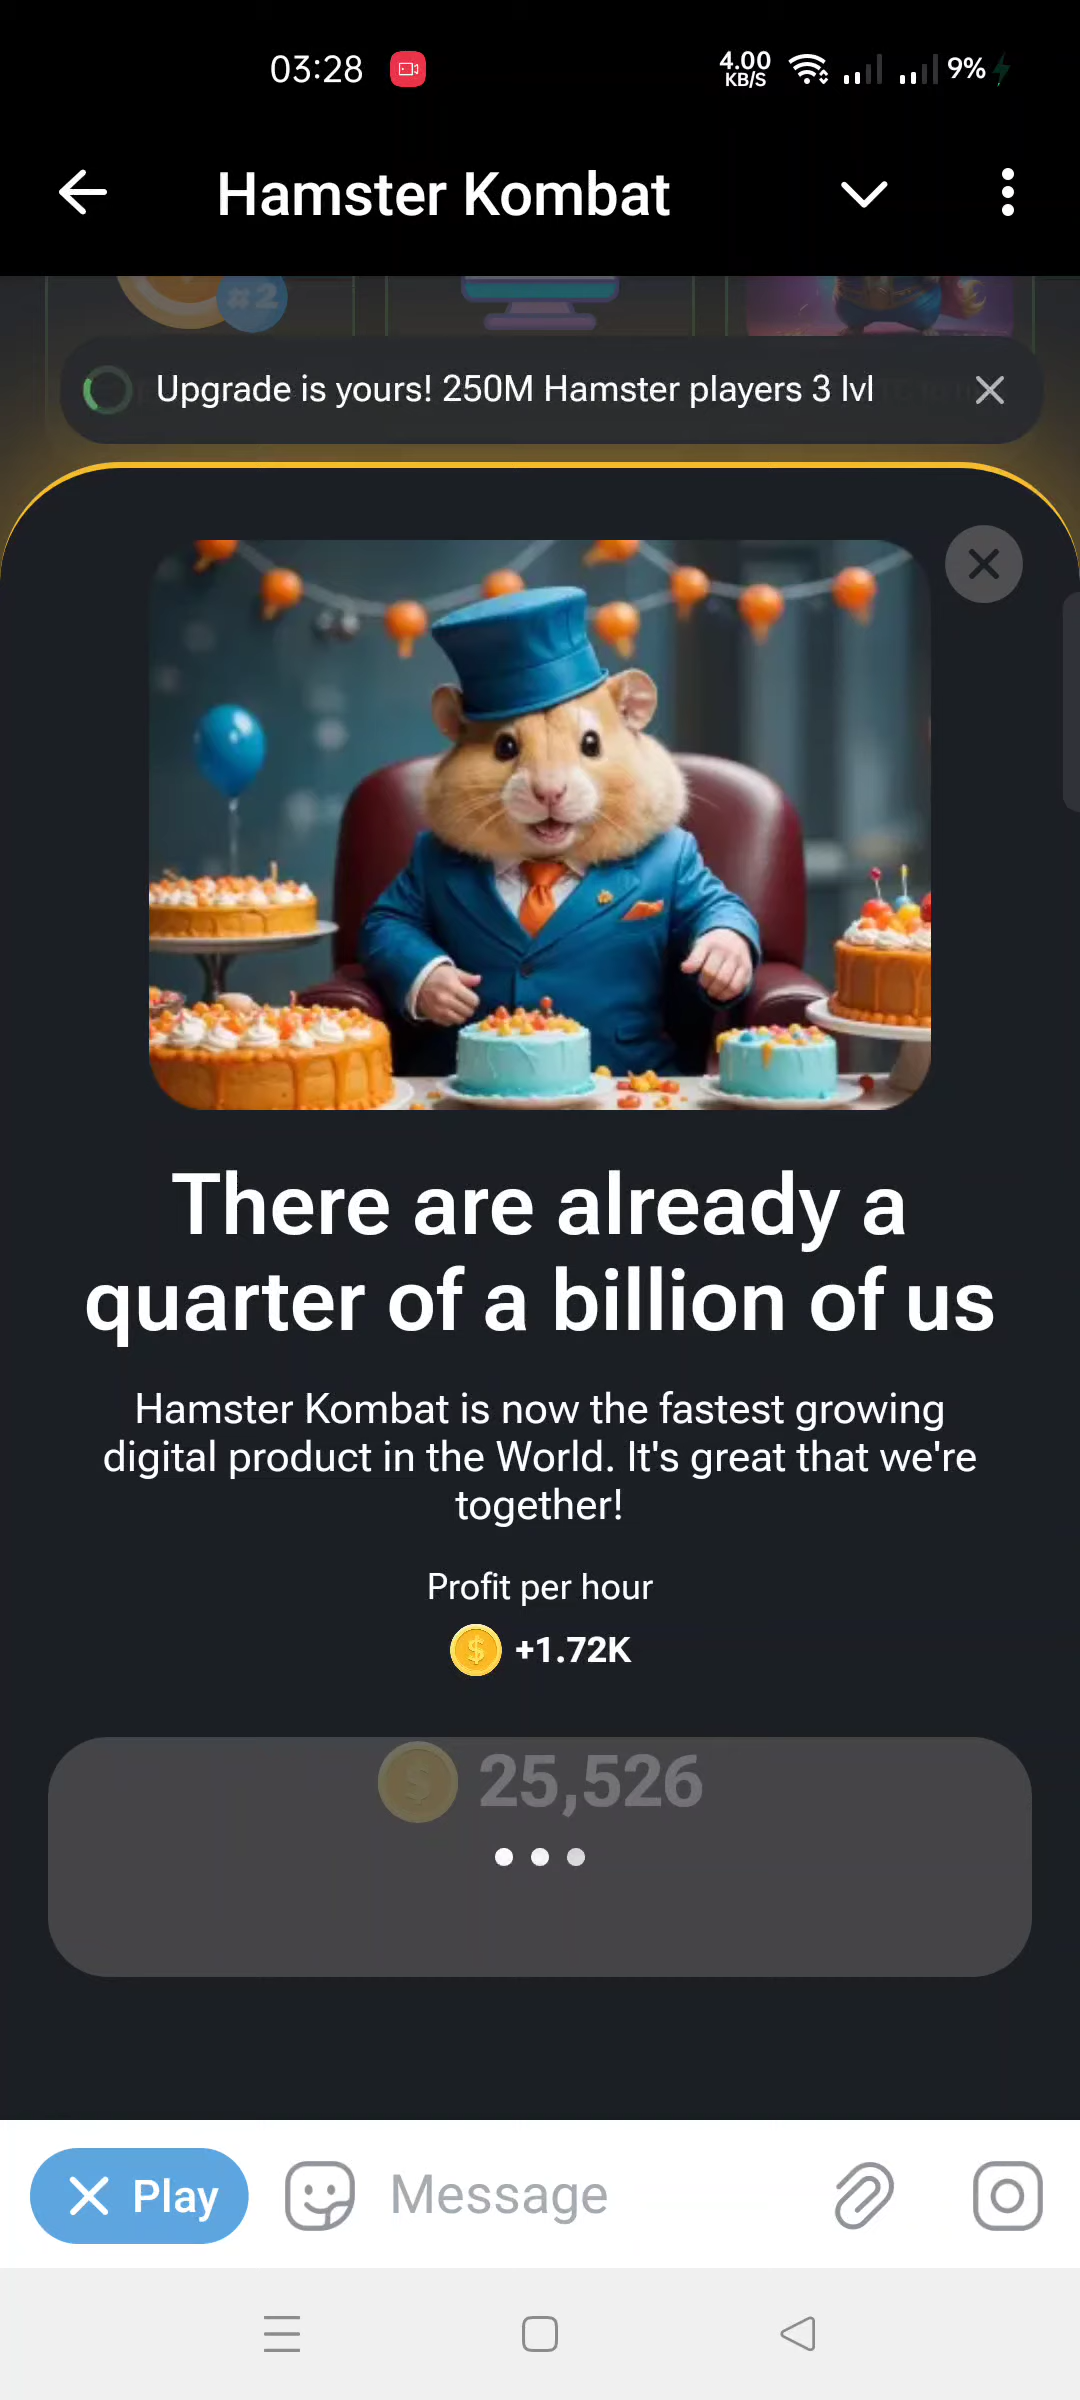 03:28
4.00
KB/S
9%
Hamster Kombat
#2
Upgrade is yours! 250M Hamster players 3 lvl
There are already a
quarter of a billion of us
Hamster Kombat is now the fastest growing
digital product in the World. It's great that we're
together!
Profit per hour
+1.72K
25,526
Play
Message